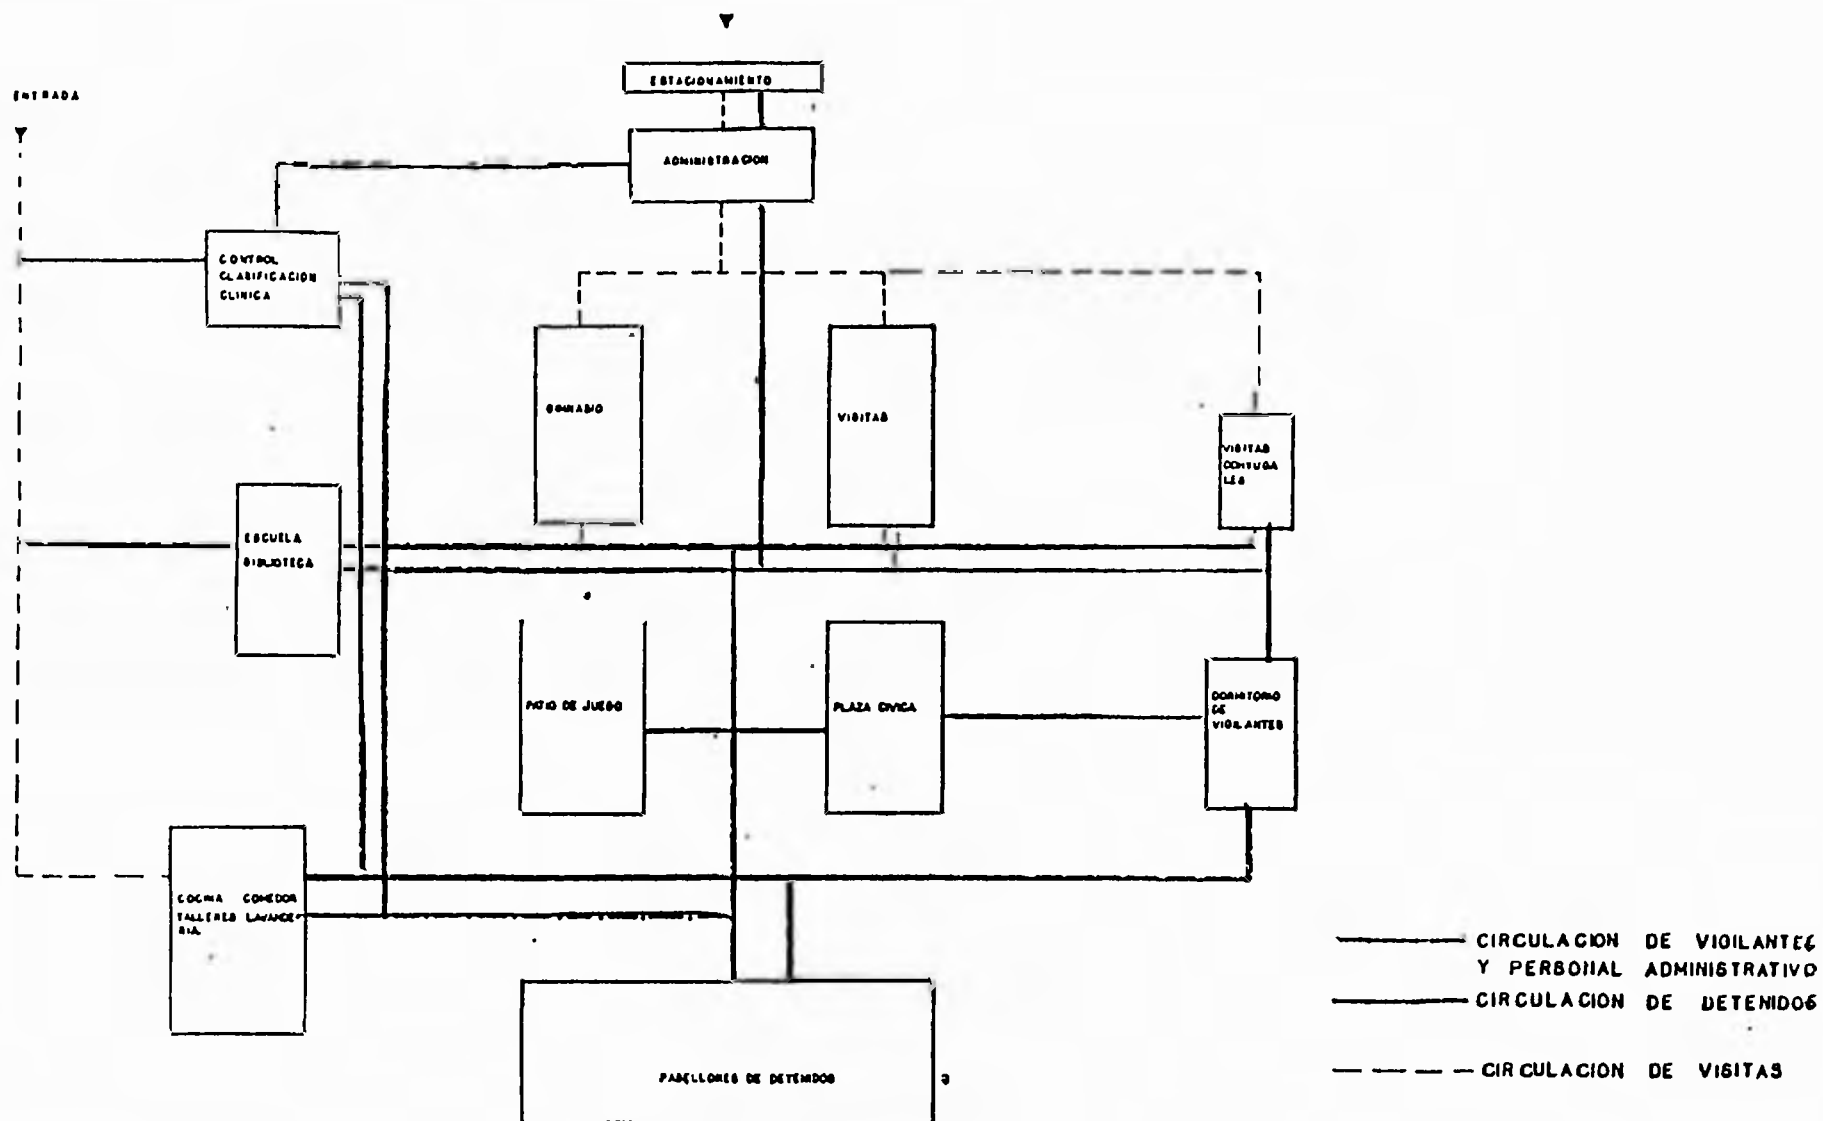 ESTACIONAMIENTO
ENTRADA
ADMINISTRACION
CONTROL
CLASIFICACION
CLINICA
GIMNASIO
VISITAS
VISITAS
CONYUGA
LES
ESCUELA
BIBLIOTECA
PATIO DE JUEGO
PLAZA CIVICA
DORMITORIO
DE
VIGILANTES
COCINA COMEDOR
TALLERES LAVANDE-
RIA.
PABELLONES DE DETENIDOS
CIRCULACION DE VIGILANTES
Y PERSONAL ADMINISTRATIVO
CIRCULACION DE DETENIDOS
CIRCULACION DE VISITAS